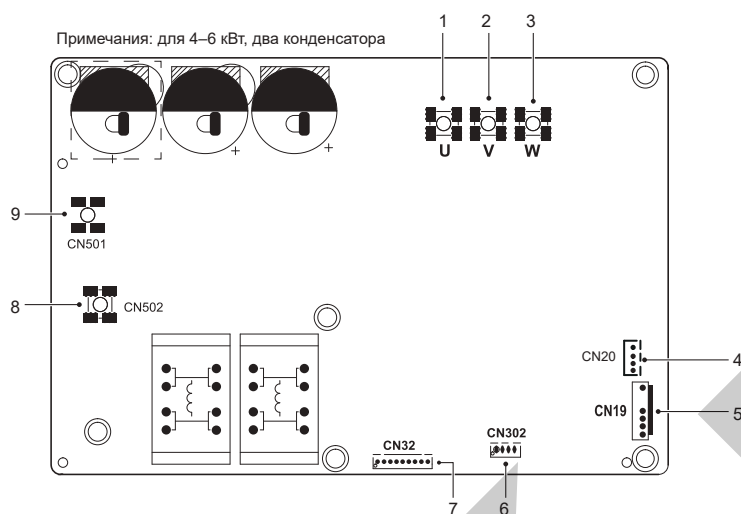 1 2 3
Примечания: для 4–6 кВт, два конденсатора
U V W
9
CN501
8
CN502
CN20
4
CN19
5
CN302
CN32
7 6